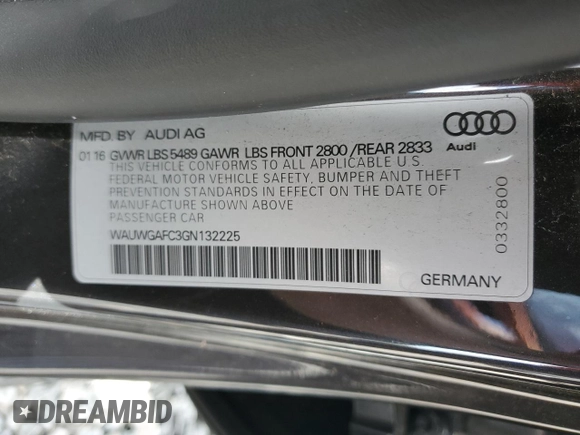 MFD. BY AUDI AG
01 16 GVWR LBS 5489 GAWR LBS FRONT 2800 /REAR 2833
THIS VEHICLE CONFORMS TO ALL APPLICABLE U.S.
FEDERAL MOTOR VEHICLE SAFETY, BUMPER AND THEFT
PREVENTION STANDARDS IN EFFECT ON THE DATE OF
MANUFACTURE SHOWN ABOVE
PASSENGER CAR
WAUWGAFC3GN132225
Audi
0332800
GERMANY
DREAMBID